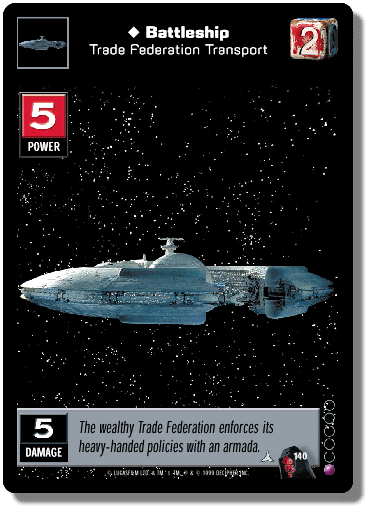 ◆ Battleship
Trade Federation Transport
2
5
POWER
5
DAMAGE
The wealthy Trade Federation enforces its
heavy-handed policies with an armada.
140